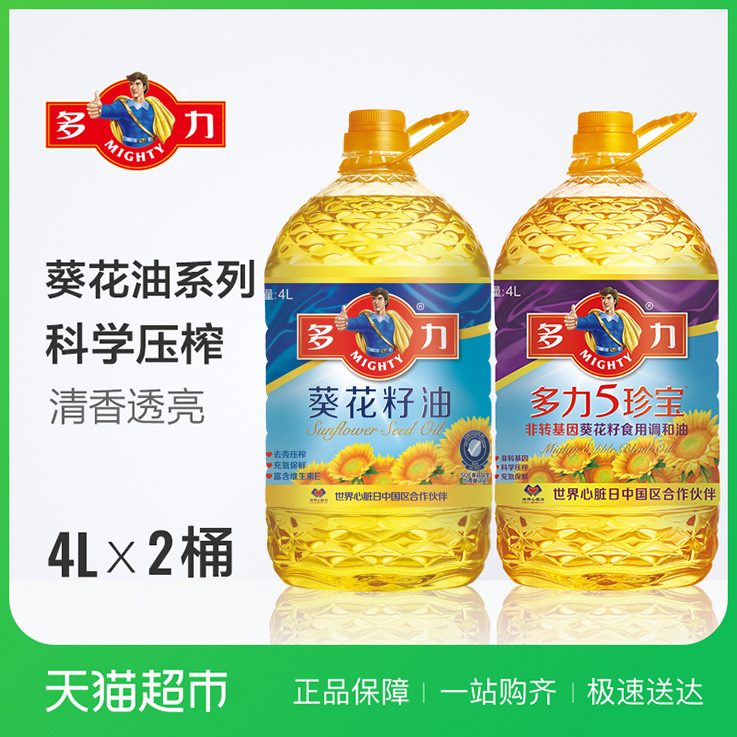 多力
MIGHTY
葵花油系列
科学压榨
清香透亮
4L×2桶
量:4L
多力®
MIGHTY
葵花籽油
Sunflower Seed Oil
去壳压榨
充氮保鲜
富含维生素E
世界心脏日中国区合作伙伴
量:4L
多力®
MIGHTY
多力5珍宝
非转基因葵花籽食用调和油
Mighty Edible Blend Oil
非转基因
科学压榨
充氮保鲜
世界心脏日中国区合作伙伴
天猫超市
正品保障 | 一站购齐 | 极速送达